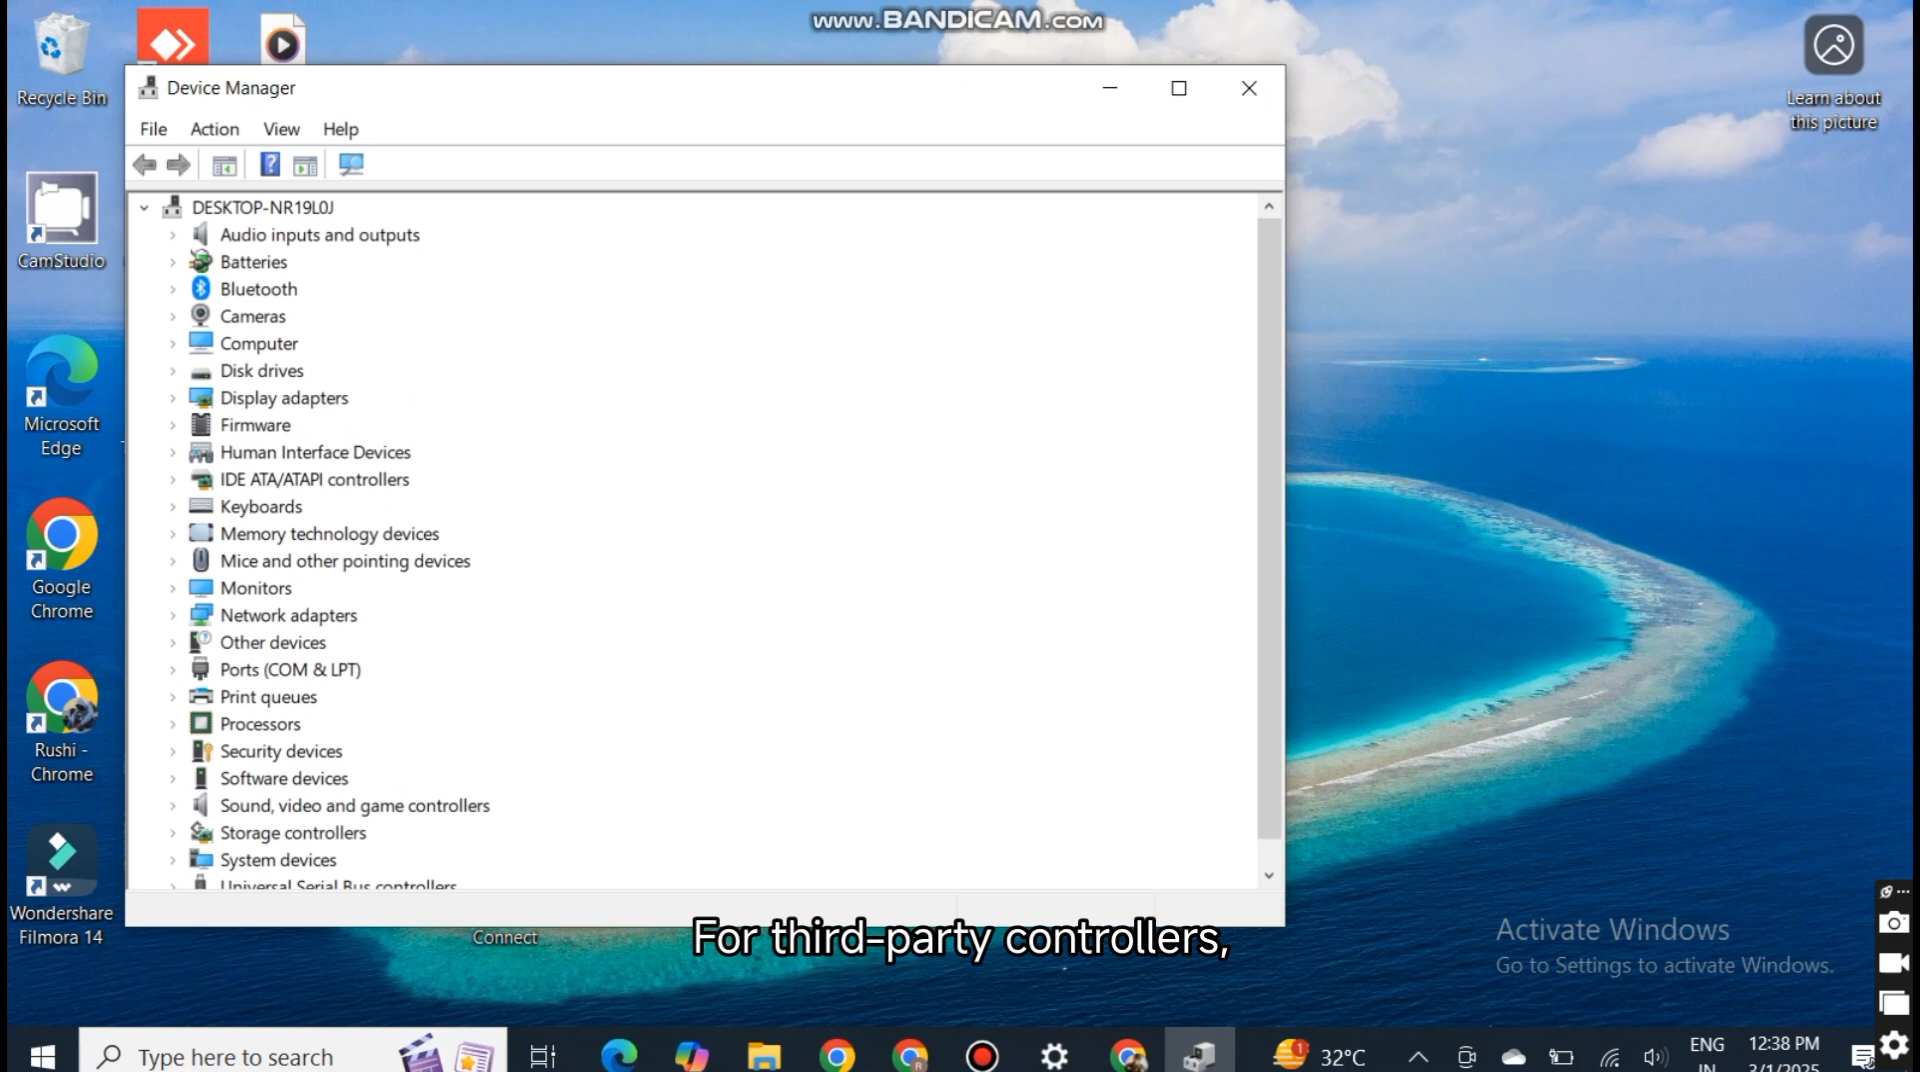 www.BANDICAM.com
Recycle Bin
Learn about
this picture
Device Manager
File Action View Help
CamStudio
DESKTOP-NR19L0J
Audio inputs and outputs
Batteries
Bluetooth
Cameras
Computer
Disk drives
Display adapters
Firmware
Human Interface Devices
IDE ATA/ATAPI controllers
Keyboards
Memory technology devices
Mice and other pointing devices
Monitors
Network adapters
Other devices
Ports (COM & LPT)
Print queues
Processors
Security devices
Software devices
Sound, video and game controllers
Storage controllers
System devices
Universal Serial Bus controllers
Microsoft
Edge
Google
Chrome
Rushi -
Chrome
Wondershare
Filmora 14
Connect
For third-party controllers,
Activate Windows
Go to Settings to activate Windows.
Type here to search
1
32°C
ENG
IN
12:38 PM
3/1/2025